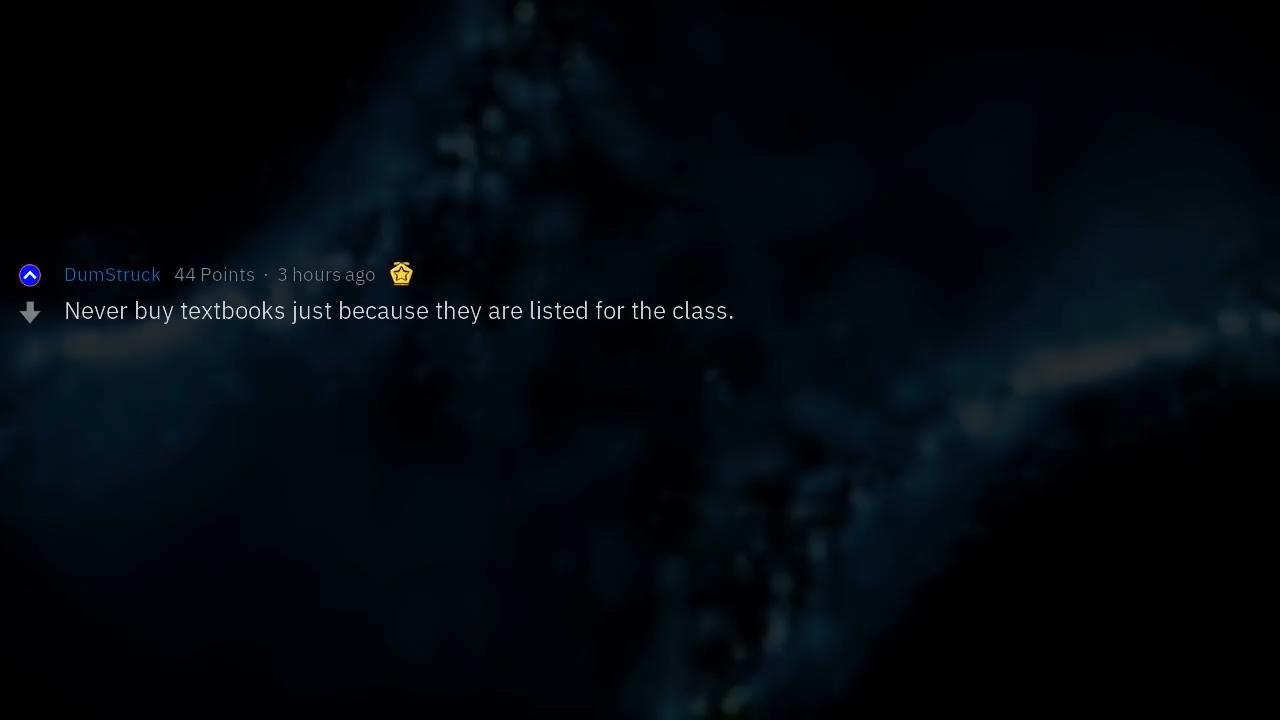 DumStruck 44 Points · 3 hours ago
Never buy textbooks just because they are listed for the class.